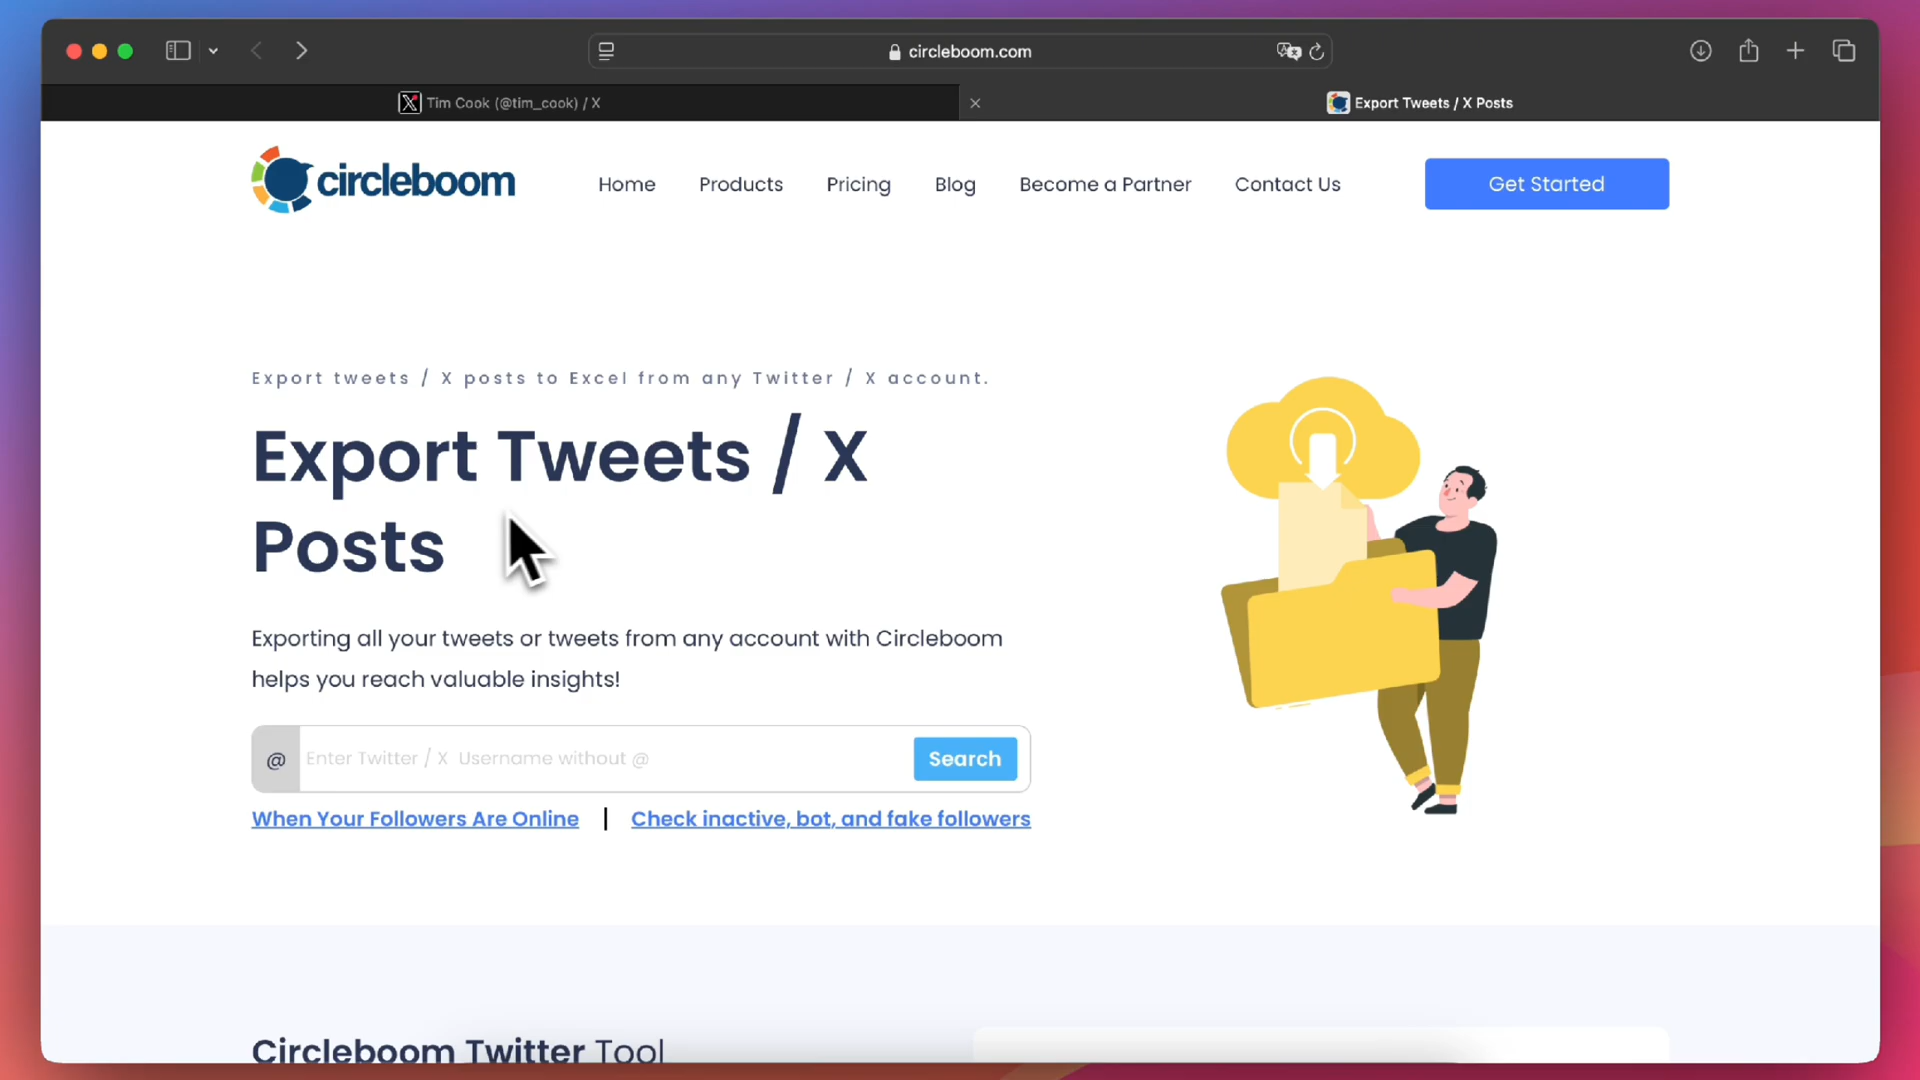 circleboom.com
Tim Cook (@tim_cook) / X
Export Tweets / X Posts
circleboom
Home
Products
Pricing
Blog
Become a Partner
Contact Us
Get Started
Export tweets / X posts to Excel from any Twitter / X account.
Export Tweets / X
Posts
Exporting all your tweets or tweets from any account with Circleboom
helps you reach valuable insights!
@ Enter Twitter / X Username without @
Search
When Your Followers Are Online | Check inactive, bot, and fake followers
Circleboom Twitter Tool